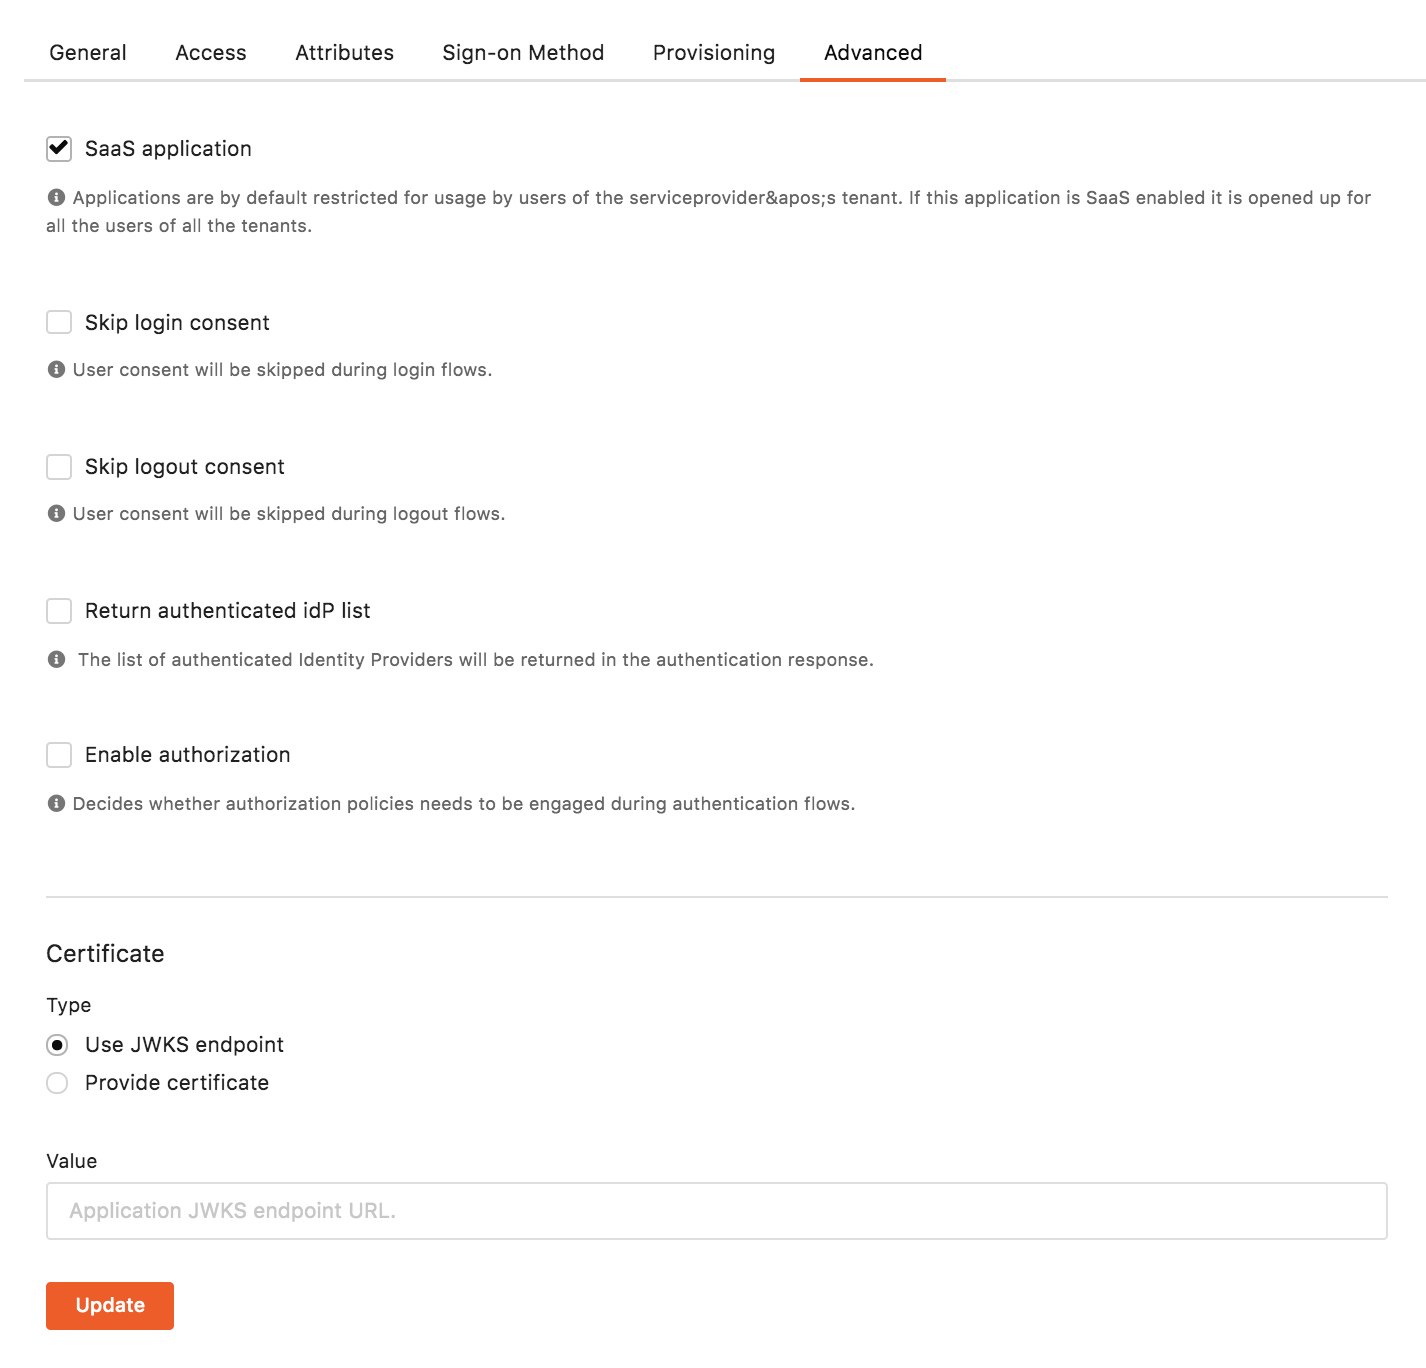 General Access Attributes Sign-on Method Provisioning Advanced
SaaS application
Applications are by default restricted for usage by users of the serviceprovider&apos;s tenant. If this application is SaaS enabled it is opened up for
all the users of all the tenants.
Skip login consent
User consent will be skipped during login flows.
Skip logout consent
User consent will be skipped during logout flows.
Return authenticated idP list
The list of authenticated Identity Providers will be returned in the authentication response.
Enable authorization
Decides whether authorization policies needs to be engaged during authentication flows.
Certificate
Type
Use JWKS endpoint
Provide certificate
Value
Application JWKS endpoint URL.
Update